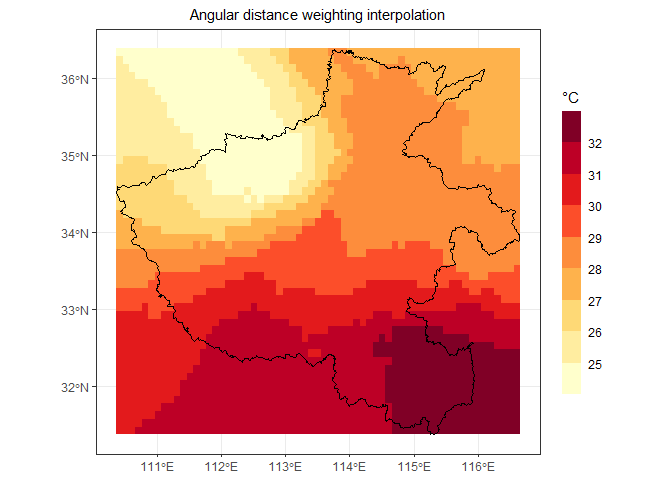 Angular distance weighting interpolation
°C
36°N
35°N
34°N
33°N
32°N
32
31
30
29
28
27
26
25
111°E 112°E 113°E 114°E 115°E 116°E